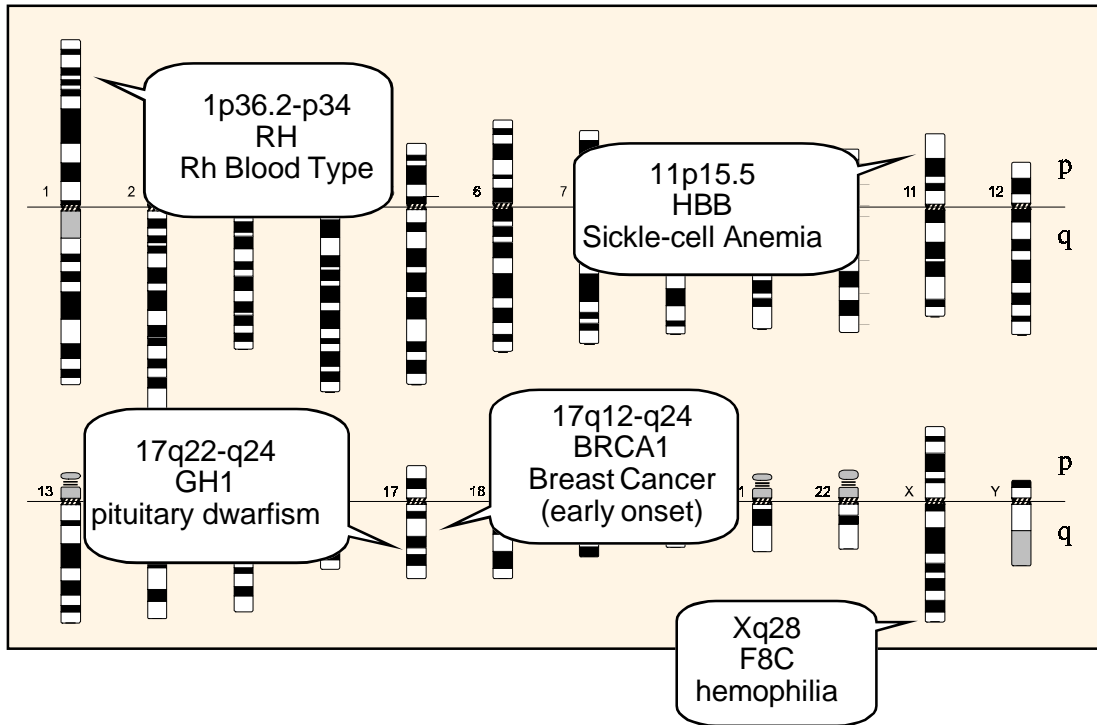 1p36.2-p34
RH
Rh Blood Type
11p15.5
HBB
Sickle-cell Anemia
1
2
6
7
11
12
p
q
17q22-q24
GH1
pituitary dwarfism
17q12-q24
BRCA1
Breast Cancer
(early onset)
13
17
18
1
22
X
Y
p
q
Xq28
F8C
hemophilia